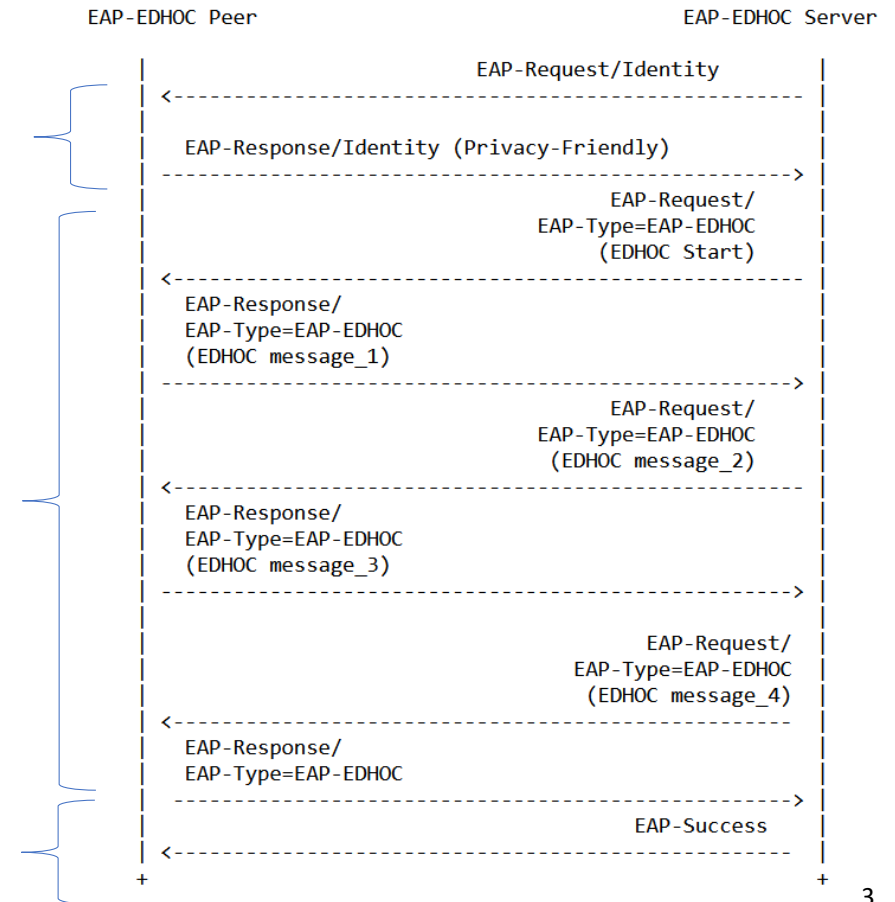 EAP-EDHOC Peer EAP-EDHOC Server
EAP-Request/Identity
EAP-Response/Identity (Privacy-Friendly)
EAP-Request/
EAP-Type=EAP-EDHOC
(EDHOC Start)
EAP-Response/
EAP-Type=EAP-EDHOC
(EDHOC message_1)
EAP-Request/
EAP-Type=EAP-EDHOC
(EDHOC message_2)
EAP-Response/
EAP-Type=EAP-EDHOC
(EDHOC message_3)
EAP-Request/
EAP-Type=EAP-EDHOC
(EDHOC message_4)
EAP-Response/
EAP-Type=EAP-EDHOC
EAP-Success
3